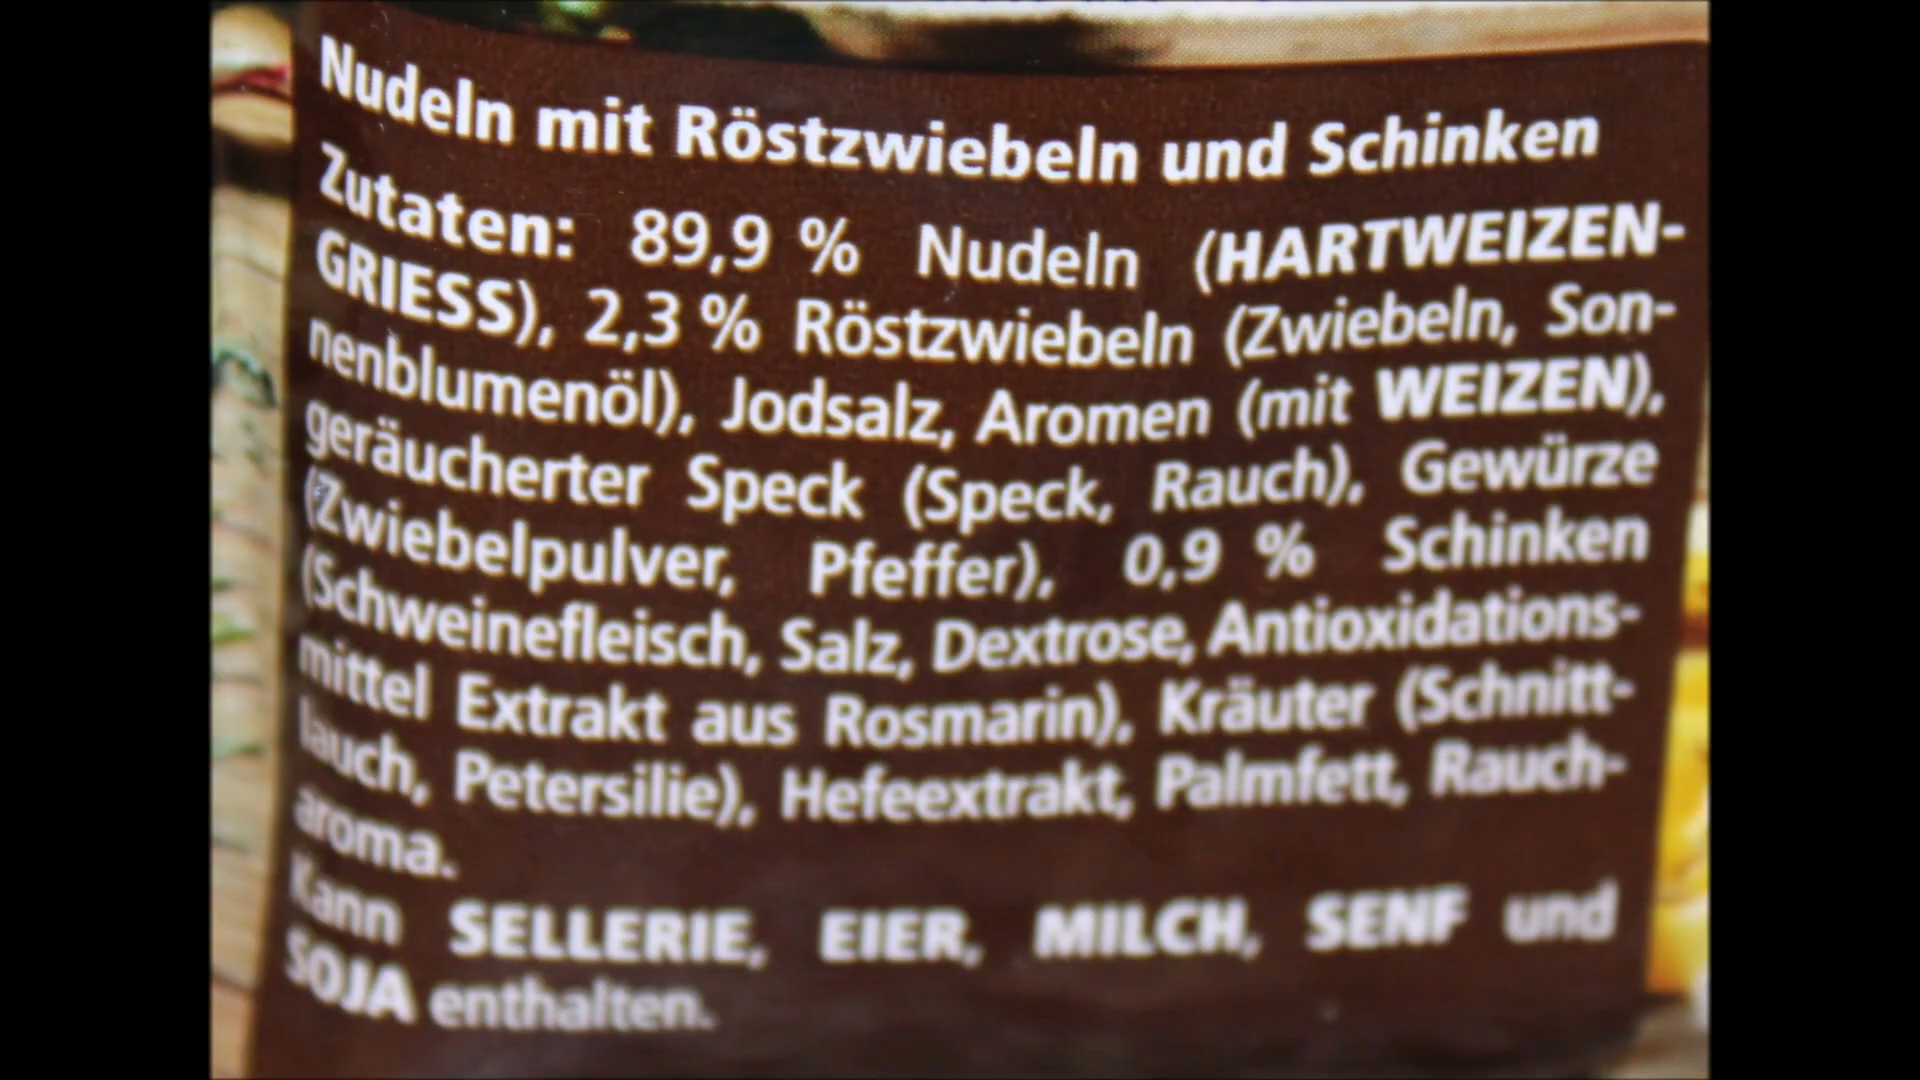 Nudeln mit Röstzwiebeln und Schinken
Zutaten: 89,9 % Nudeln (HARTWEIZEN-
GRIESS), 2,3 % Röstzwiebeln (Zwiebeln, Son-
nenblumenöl), Jodsalz, Aromen (mit WEIZEN),
geräucherter Speck (Speck, Rauch), Gewürze
(Zwiebelpulver, Pfeffer), 0,9 % Schinken
(Schweinefleisch, Salz, Dextrose, Antioxidations-
mittel Extrakt aus Rosmarin), Kräuter (Schnitt-
lauch, Petersilie), Hefeextrakt, Palmfett, Rauch-
aroma.
Kann SELLERIE, EIER, MILCH, SENF und
SOJA enthalten.